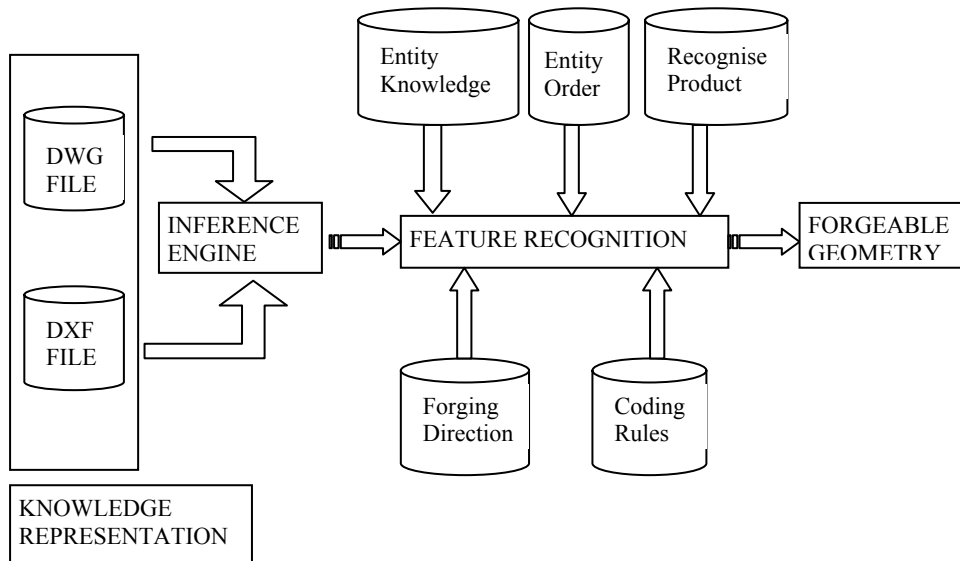 Entity
Knowledge
Entity
Order
Recognise
Product
DWG
FILE
INFERENCE
ENGINE
FEATURE RECOGNITION
FORGEABLE
GEOMETRY
DXF
FILE
Forging
Direction
Coding
Rules
KNOWLEDGE
REPRESENTATION